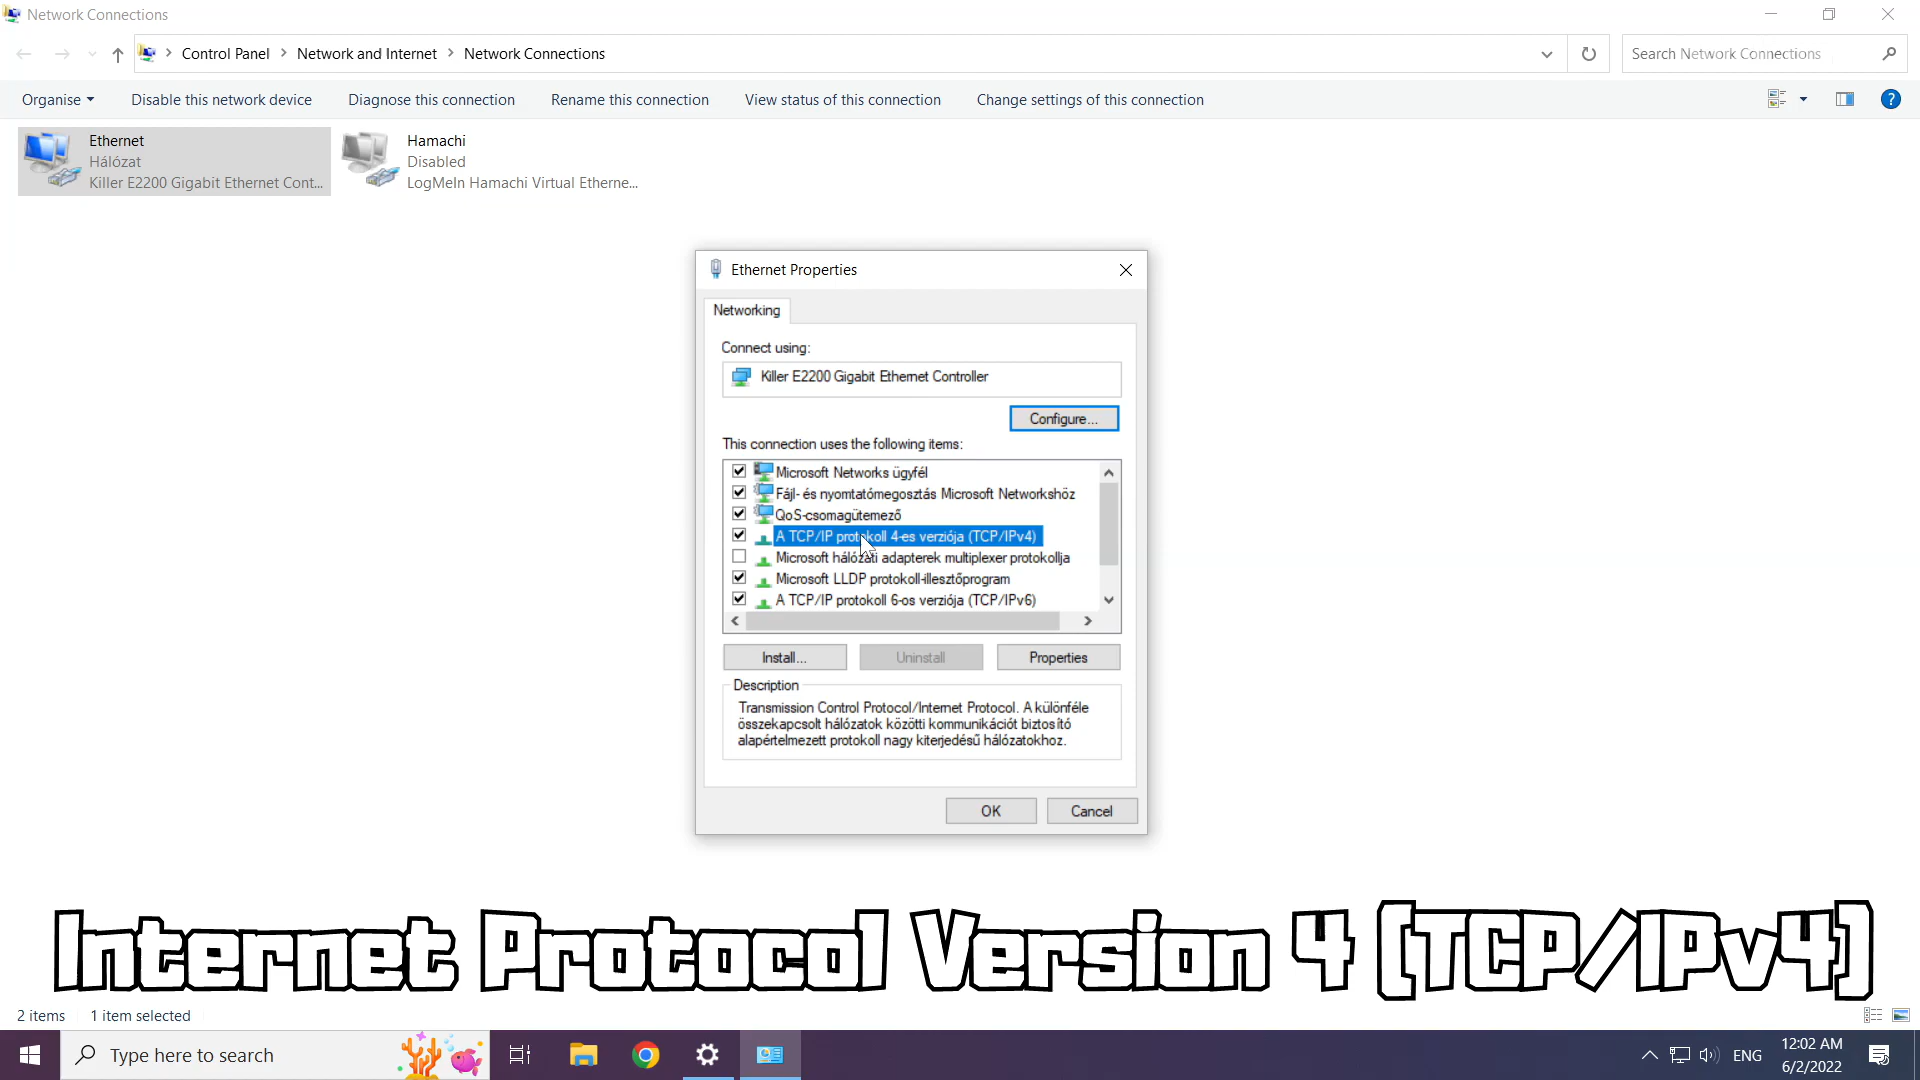 Network Connections
Control Panel > Network and Internet > Network Connections
Search Network Connections
Organise Disable this network device Diagnose this connection Rename this connection View status of this connection Change settings of this connection
Ethernet
Hálózat
Killer E2200 Gigabit Ethernet Cont...
Hamachi
Disabled
LogMeIn Hamachi Virtual Etherne...
Ethernet Properties
Networking
Connect using:
Killer E2200 Gigabit Ethernet Controller
Configure...
This connection uses the following items:
Microsoft Networks ügyfél
Fájl- és nyomtatómegosztás Microsoft Networkshöz
QoS-csomagütemező
A TCP/IP protokoll 4-es verziója (TCP/IPv4)
Microsoft hálózati adapterek multiplexer protokollja
Microsoft LLDP protokoll-illesztőprogram
A TCP/IP protokoll 6-os verziója (TCP/IPv6)
Install... Uninstall Properties
Description
Transmission Control Protocol/Internet Protocol. A különféle
összekapcsolt hálózatok közötti kommunikációt biztosító
alapértelmezett protokoll nagy kiterjedésű hálózatokhoz.
OK Cancel
Internet Protocol Version 4 (TCP/IPv4)
2 items 1 item selected
Type here to search
ENG
12:02 AM
6/2/2022